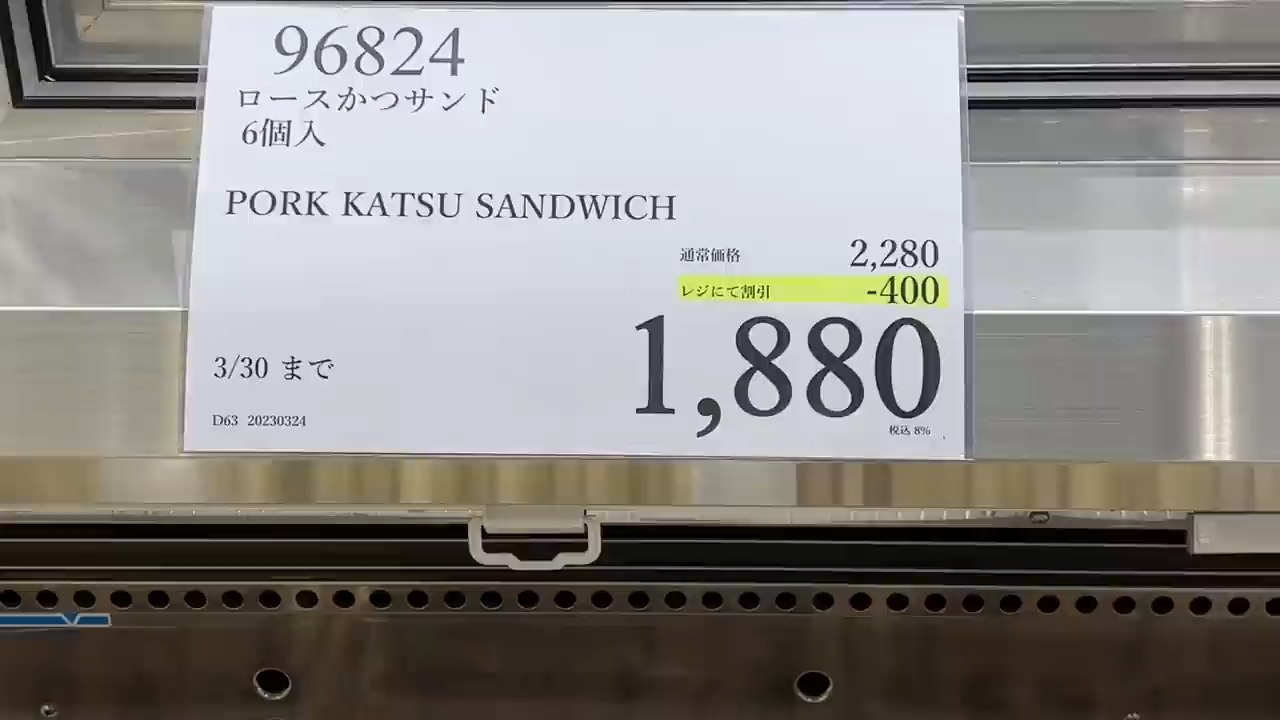 96824
ロースかつサンド
6個入
PORK KATSU SANDWICH
通常価格 2,280
レジにて割引 -400
1,880
3/30 まで
税込 8%
D63 20230324